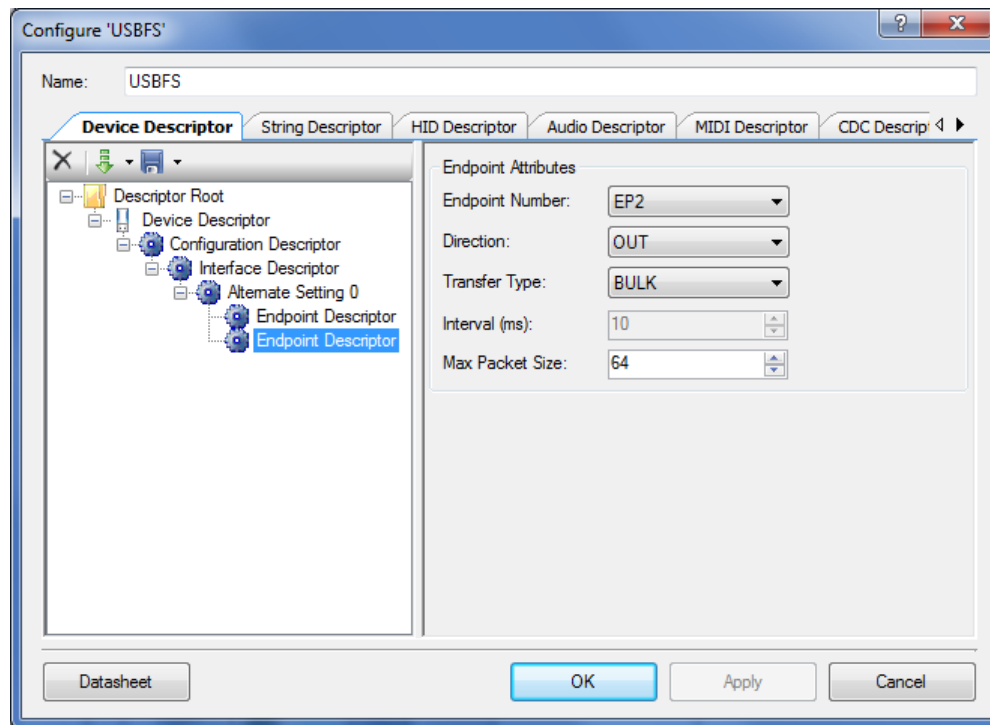 Configure 'USBFS'
Name: USBFS
Device Descriptor String Descriptor HID Descriptor Audio Descriptor MIDI Descriptor CDC Descript
Descriptor Root
Device Descriptor
Configuration Descriptor
Interface Descriptor
Alternate Setting 0
Endpoint Descriptor
Endpoint Descriptor
Endpoint Attributes
Endpoint Number: EP2
Direction: OUT
Transfer Type: BULK
Interval (ms): 10
Max Packet Size: 64
Datasheet OK Apply Cancel